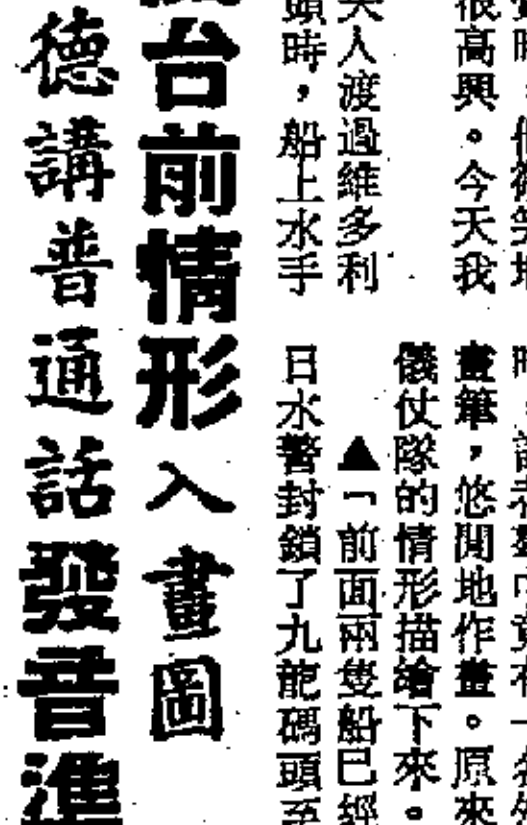 很高興。今天我
人渡過維多利
頭時，船上水手
畫筆，悠閒地作畫。原來
儀仗隊的情形描繪下來。
▲「前面兩隻船已經
日水警封鎖了九龍碼頭至
台前情形入畫圖
德講普通話發音準